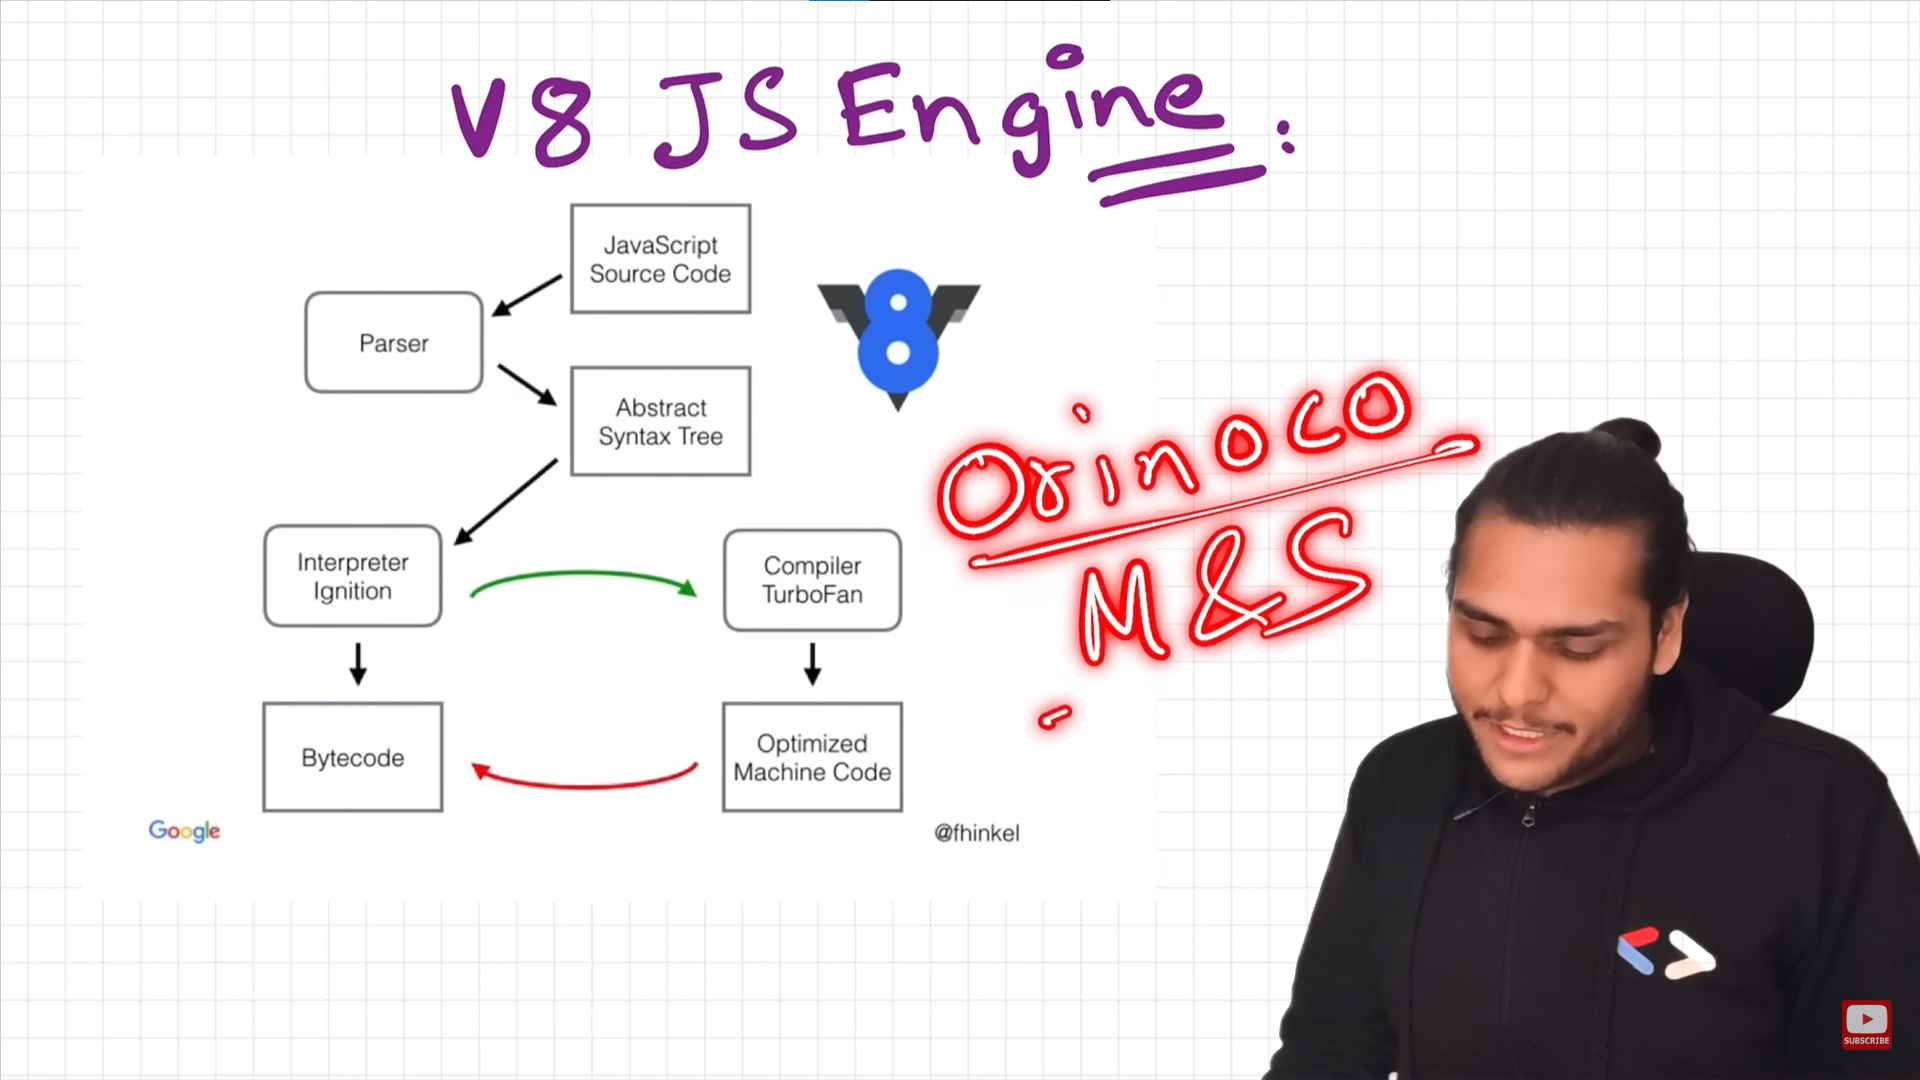 V8 JS Engine :
JavaScript
Source Code
Parser
Abstract
Syntax Tree
Orinoco
M&S
Interpreter
Ignition
Compiler
TurboFan
Bytecode
Optimized
Machine Code
Google
@fhinkel
SUBSCRIBE